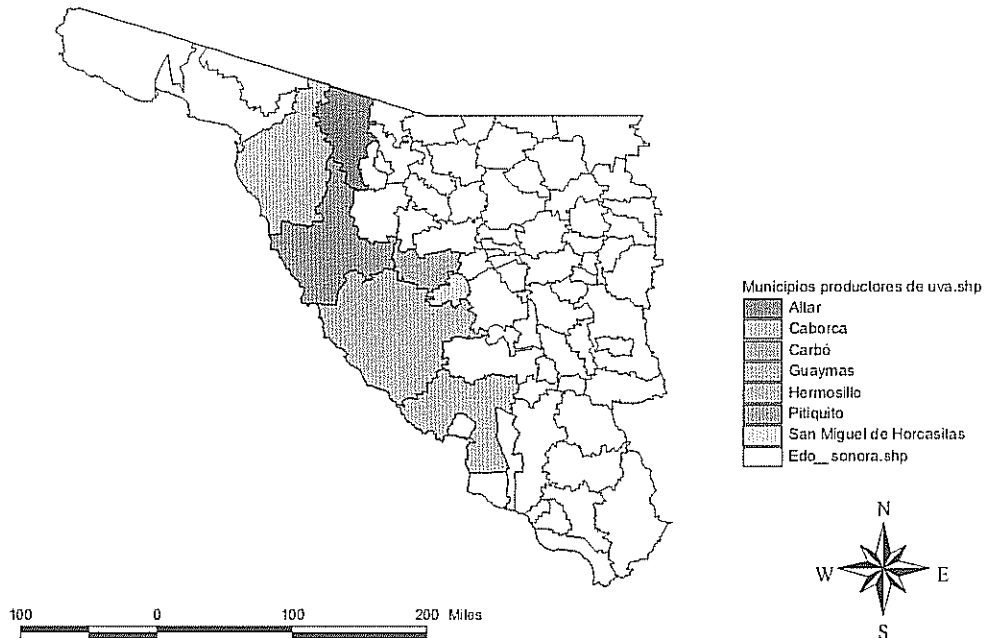 Municipios productores de uva.shp
Altar
Caborca
Carbó
Guaymas
Hermosillo
Pitiquito
San Miguel de Horcasitas
Edo__sonora.shp
N
W E
S
100 0 100 200 Miles